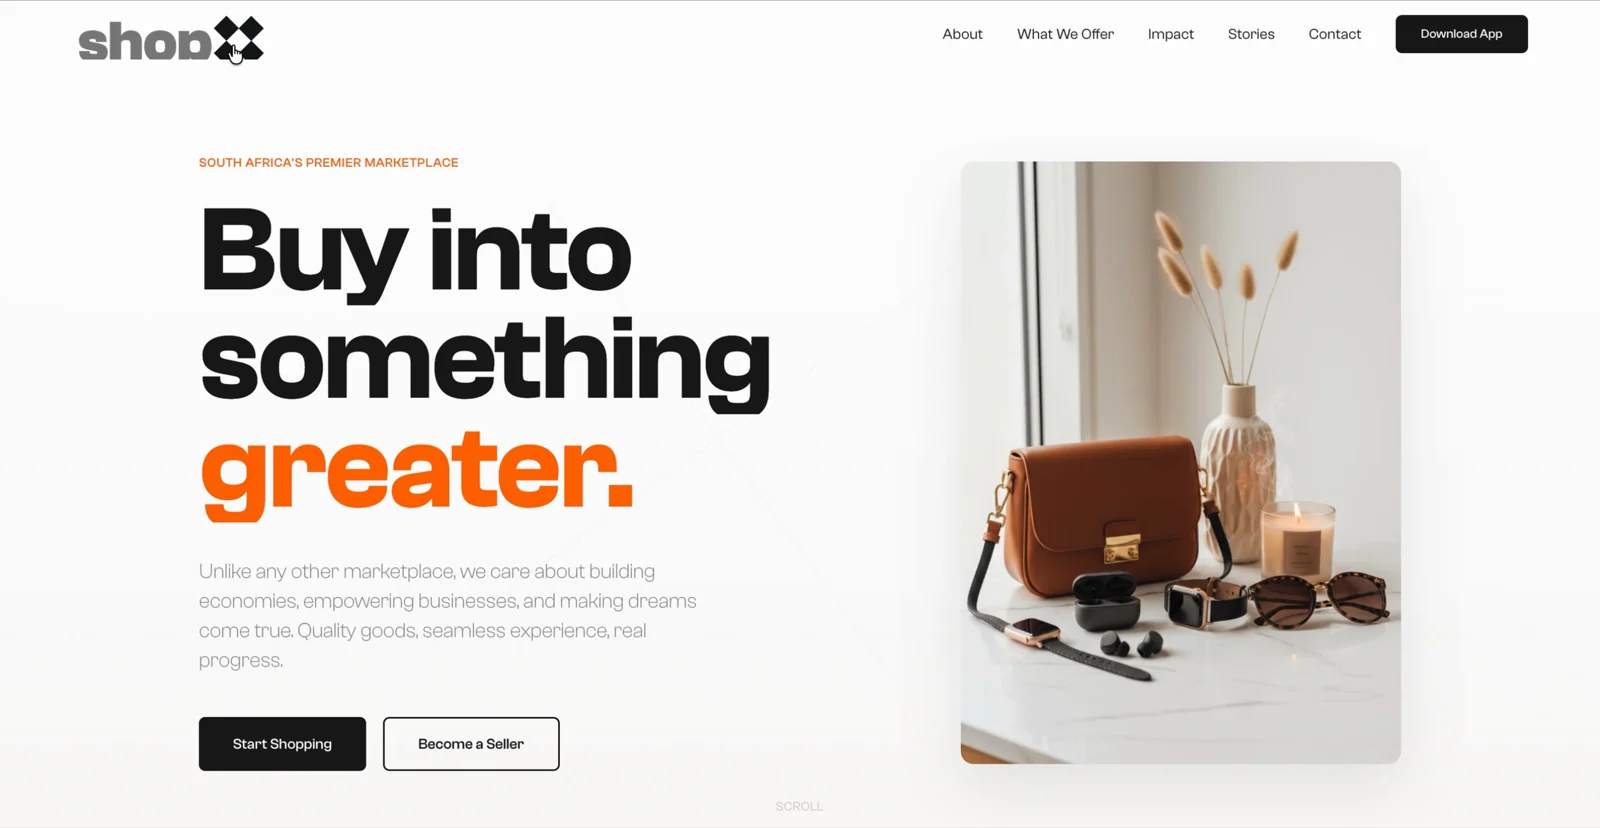 shop
About
What We Offer
Impact
Stories
Contact
Download App
SOUTH AFRICA'S PREMIER MARKETPLACE
Buy into
something
greater.
Unlike any other marketplace, we care about building
economies, empowering businesses, and making dreams
come true. Quality goods, seamless experience, real
progress.
Start Shopping
Become a Seller
SCROLL